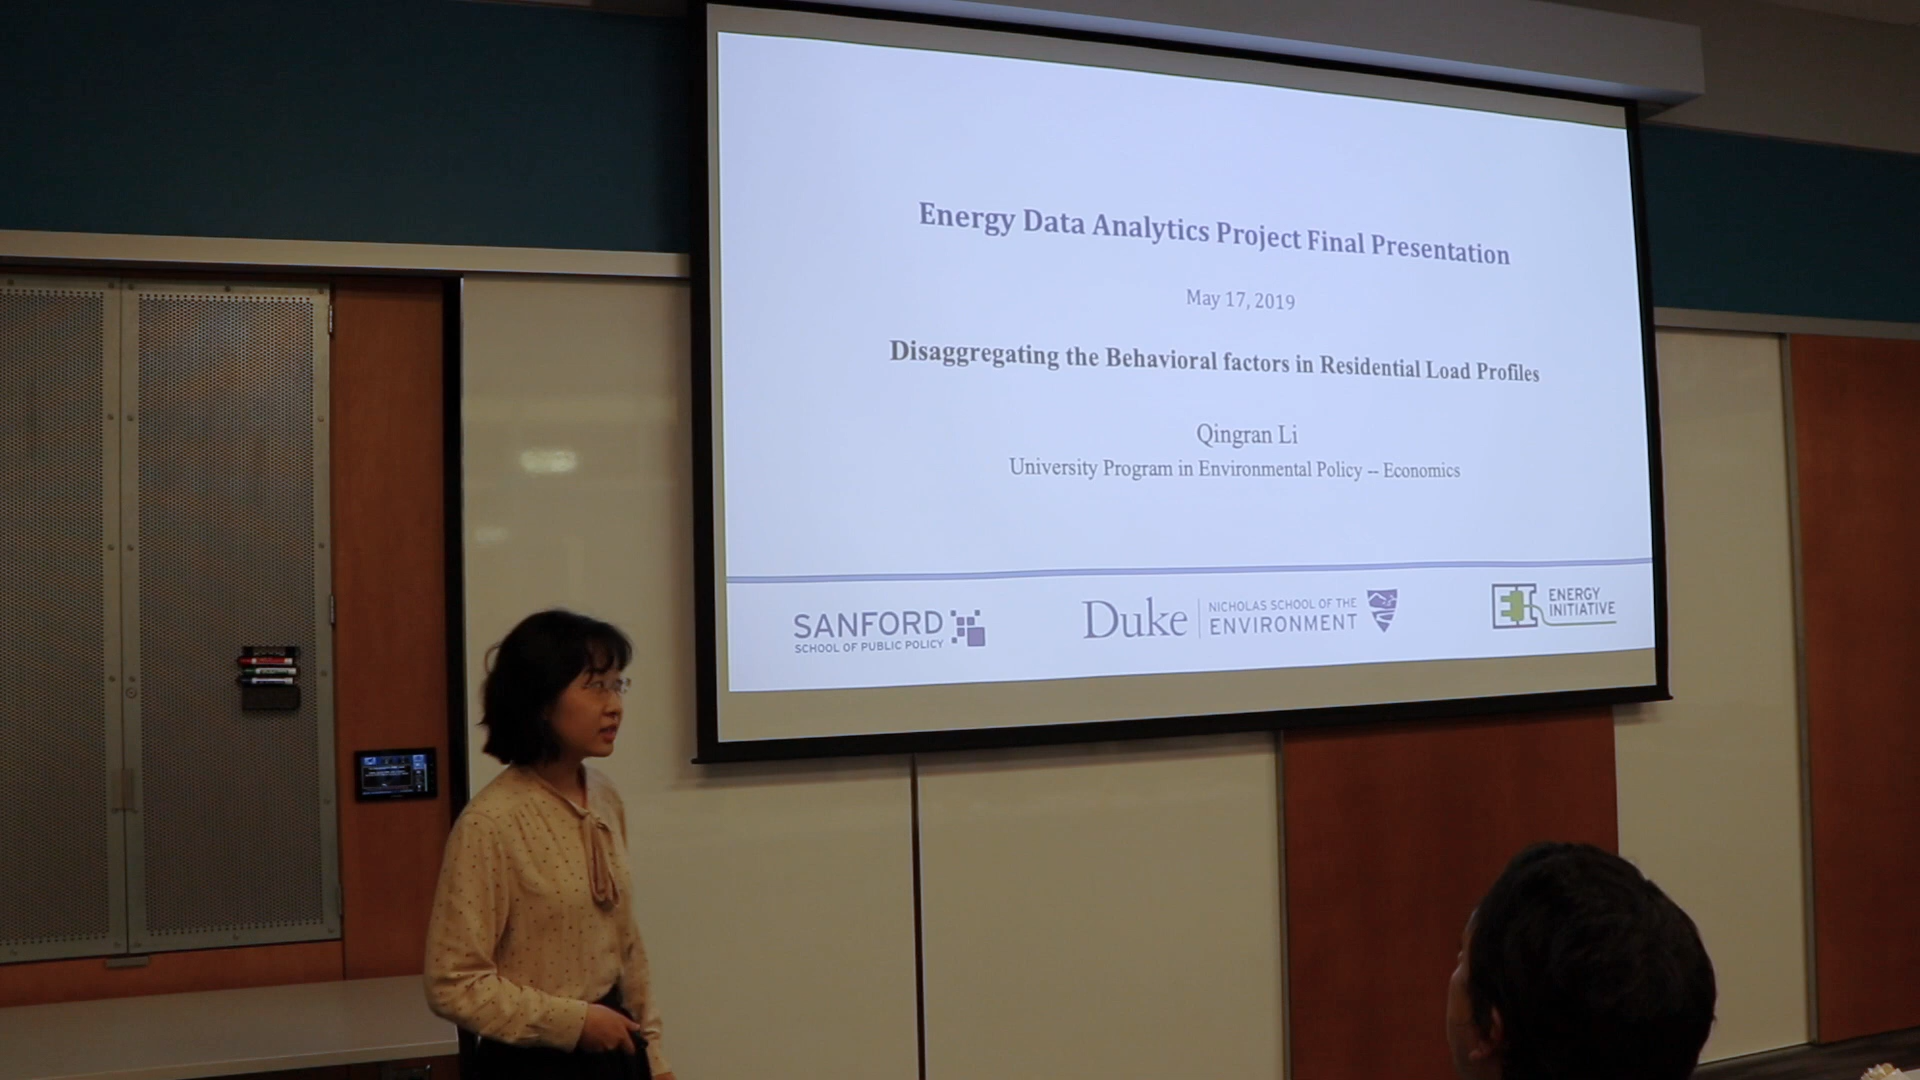 Energy Data Analytics Project Final Presentation
May 17, 2019
Disaggregating the Behavioral factors in Residential Load Profiles
Qingran Li
University Program in Environmental Policy -- Economics
SANFORD
SCHOOL OF PUBLIC POLICY
Duke
NICHOLAS SCHOOL OF THE
ENVIRONMENT
EI
ENERGY
INITIATIVE